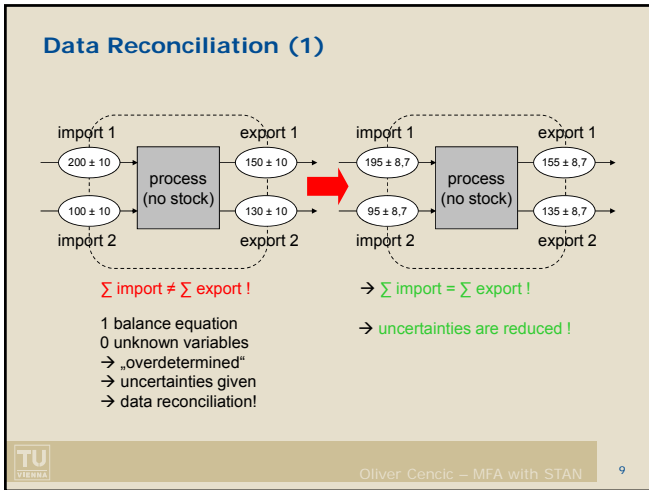 Data Reconciliation (1)
import 1
export 1
200 ± 10
150 ± 10
process
(no stock)
100 ± 10
130 ± 10
import 2
export 2
∑ import ≠ ∑ export !
1 balance equation
0 unknown variables
→ „overdetermined“
→ uncertainties given
→ data reconciliation!
import 1
export 1
195 ± 8,7
155 ± 8,7
process
(no stock)
95 ± 8,7
135 ± 8,7
import 2
export 2
→ ∑ import = ∑ export !
→ uncertainties are reduced !
TU
VIENNA
Oliver Cencic – MFA with STAN
9